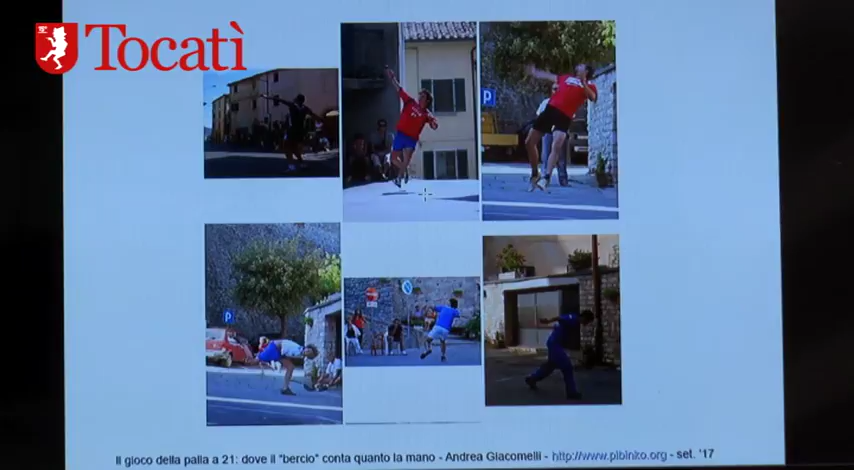 Tocatì
P
P
Il gioco della palla a 21: dove il "bercio" conta quanto la mano - Andrea Giacomelli - http://www.pibinko.org - set. '17